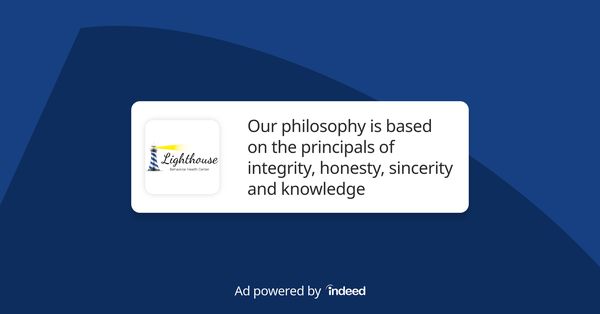 Lighthouse
Behavioral Health Center
Our philosophy is based
on the principals of
integrity, honesty, sincerity
and knowledge
Ad powered by indeed